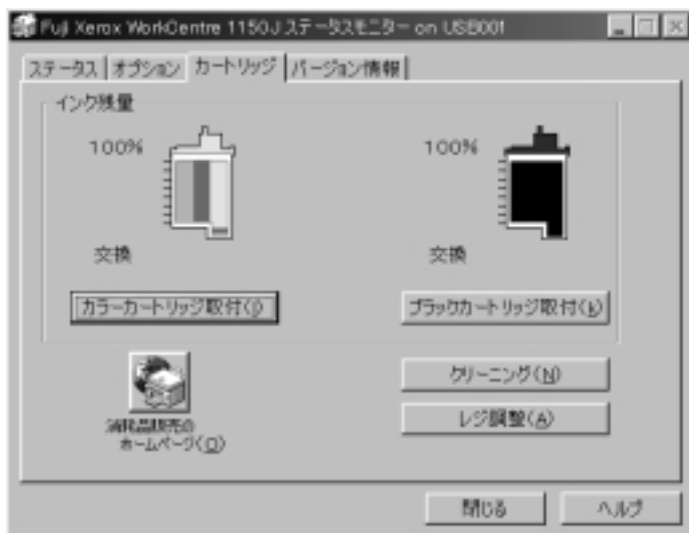 Fuji Xerox WorkCentre 1150J ステータスモニター on USB001
ステータス オプション カートリッジ バージョン情報
インク残量
100% 100%
交換 交換
カラーカートリッジ取付(I) ブラックカートリッジ取付(k)
クリーニング(N)
消耗品販売の
ホームページ(O)
レジ調整(A)
閉じる ヘルプ